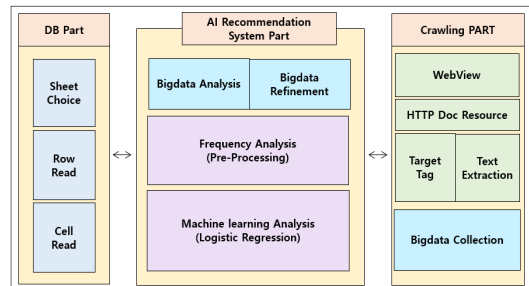 DB Part
Sheet
Choice
Row
Read
Cell
Read
AI Recommendation
System Part
Bigdata Analysis
Bigdata
Refinement
Frequency Analysis
(Pre-Processing)
Machine learning Analysis
(Logistic Regression)
Crawling PART
WebView
HTTP Doc Resource
Target
Tag
Text
Extraction
Bigdata Collection